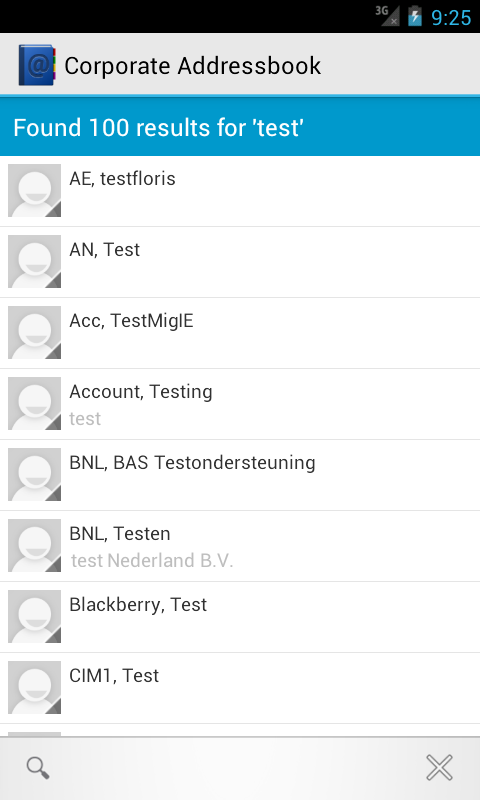 3G 9:25
Corporate Addressbook
Found 100 results for 'test'
AE, testfloris
AN, Test
Acc, TestMigIE
Account, Testing
test
BNL, BAS Testondersteuning
BNL, Testen
test Nederland B.V.
Blackberry, Test
CIM1, Test